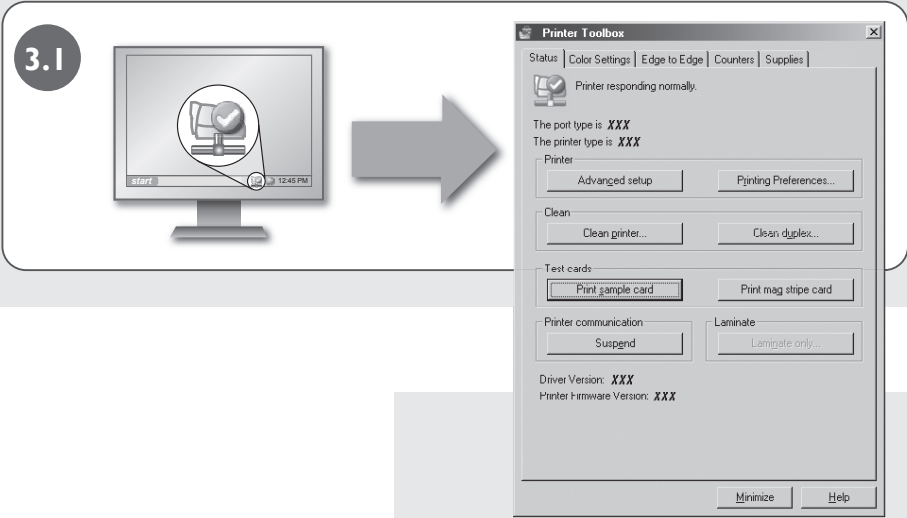 3.1
start 12:45 PM
Printer Toolbox
Status Color Settings Edge to Edge Counters Supplies
Printer responding normally.
The port type is XXX
The printer type is XXX
Printer
Advanced setup Printing Preferences...
Clean
Clean printer... Clean duplex...
Test cards
Print sample card Print mag stripe card
Printer communication Laminate
Suspend Laminate only...
Driver Version: XXX
Printer Firmware Version: XXX
Minimize Help